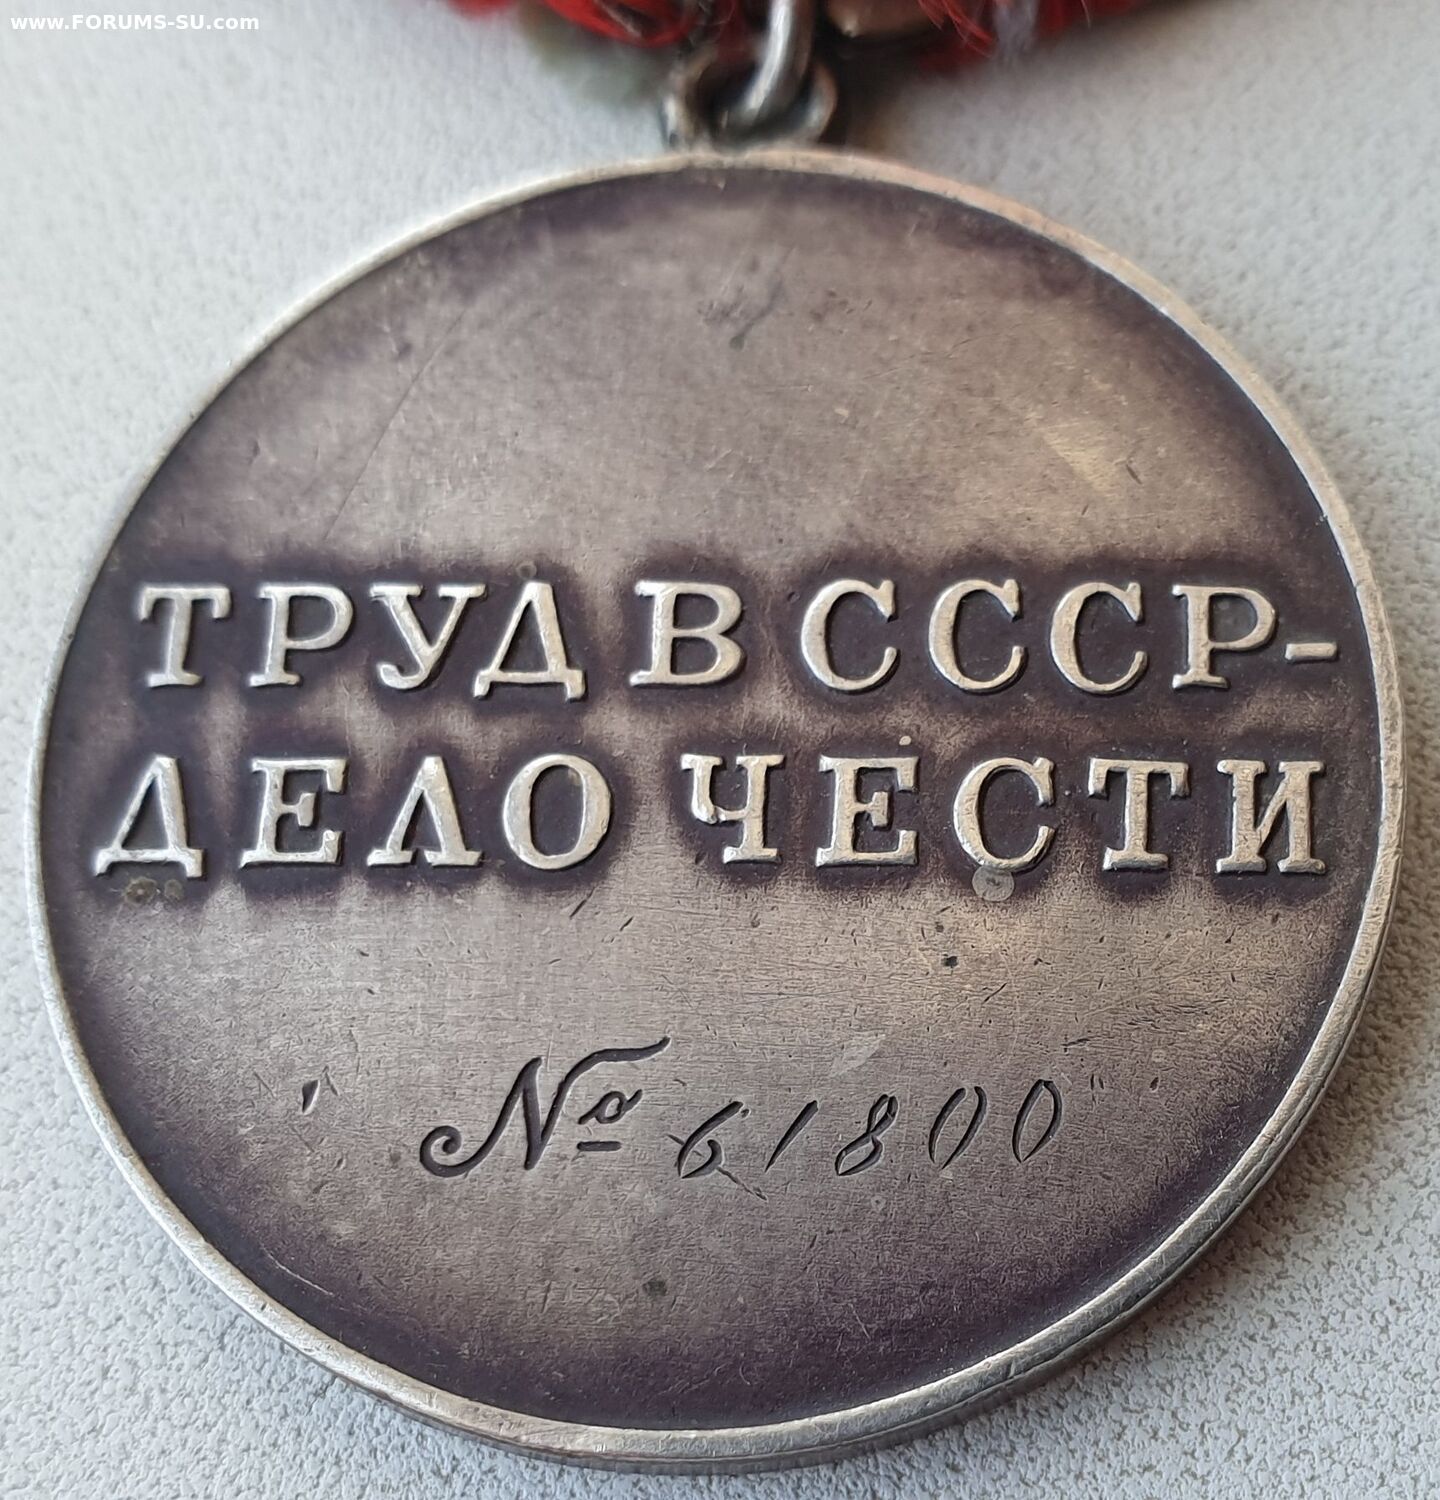 www.FORUMS-SU.com
ТРУД В СССР-
ДЕЛО ЧЕСТИ
№ 61800